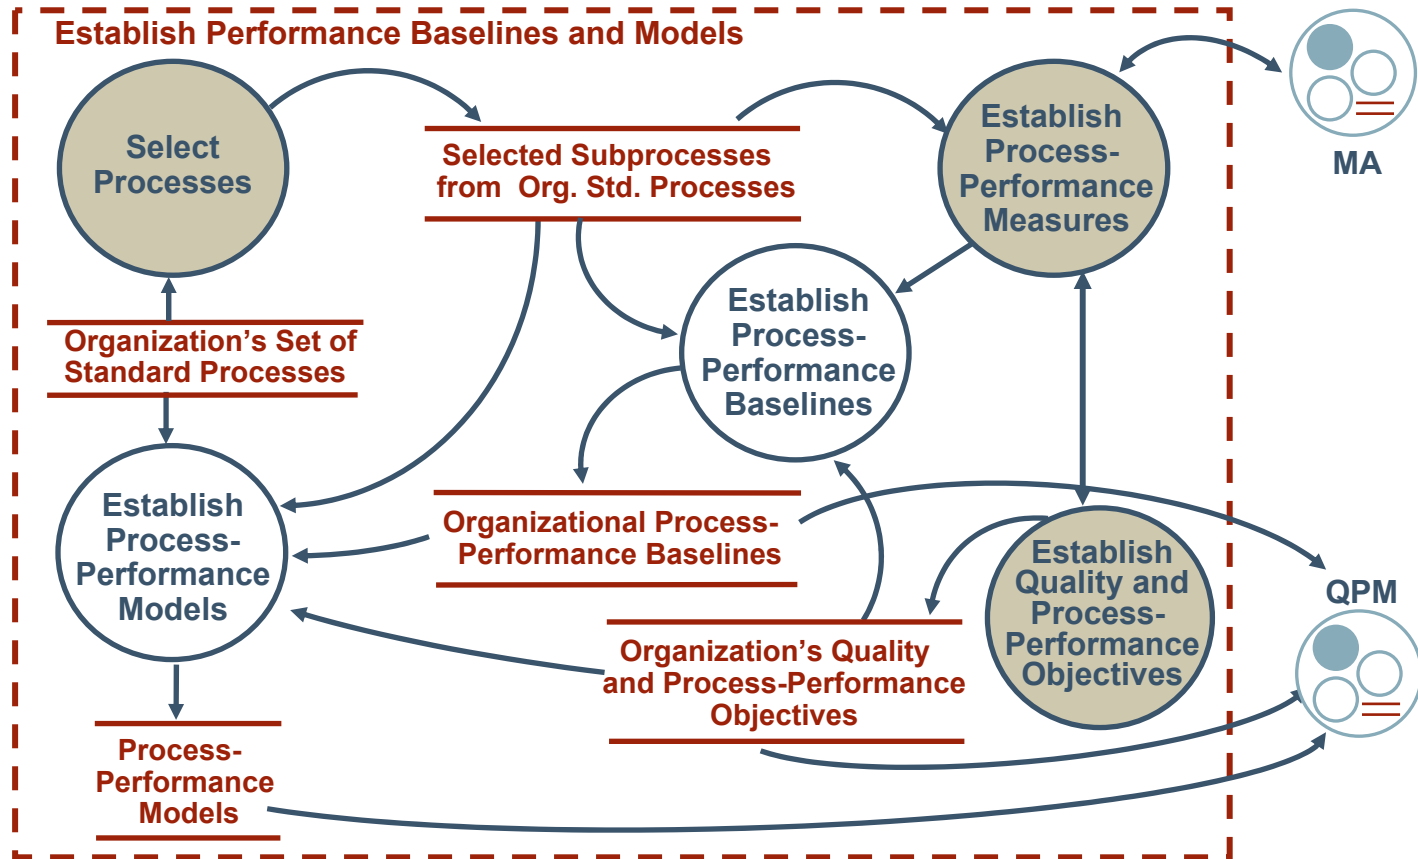 Establish Performance Baselines and Models
Select
Processes
Selected Subprocesses
from Org. Std. Processes
Establish
Process-
Performance
Measures
MA
Organization's Set of
Standard Processes
Establish
Process-
Performance
Baselines
Establish
Process-
Performance
Models
Organizational Process-
Performance Baselines
Establish
Quality and
Process-
Performance
Objectives
QPM
Organization's Quality
and Process-Performance
Objectives
Process-
Performance
Models